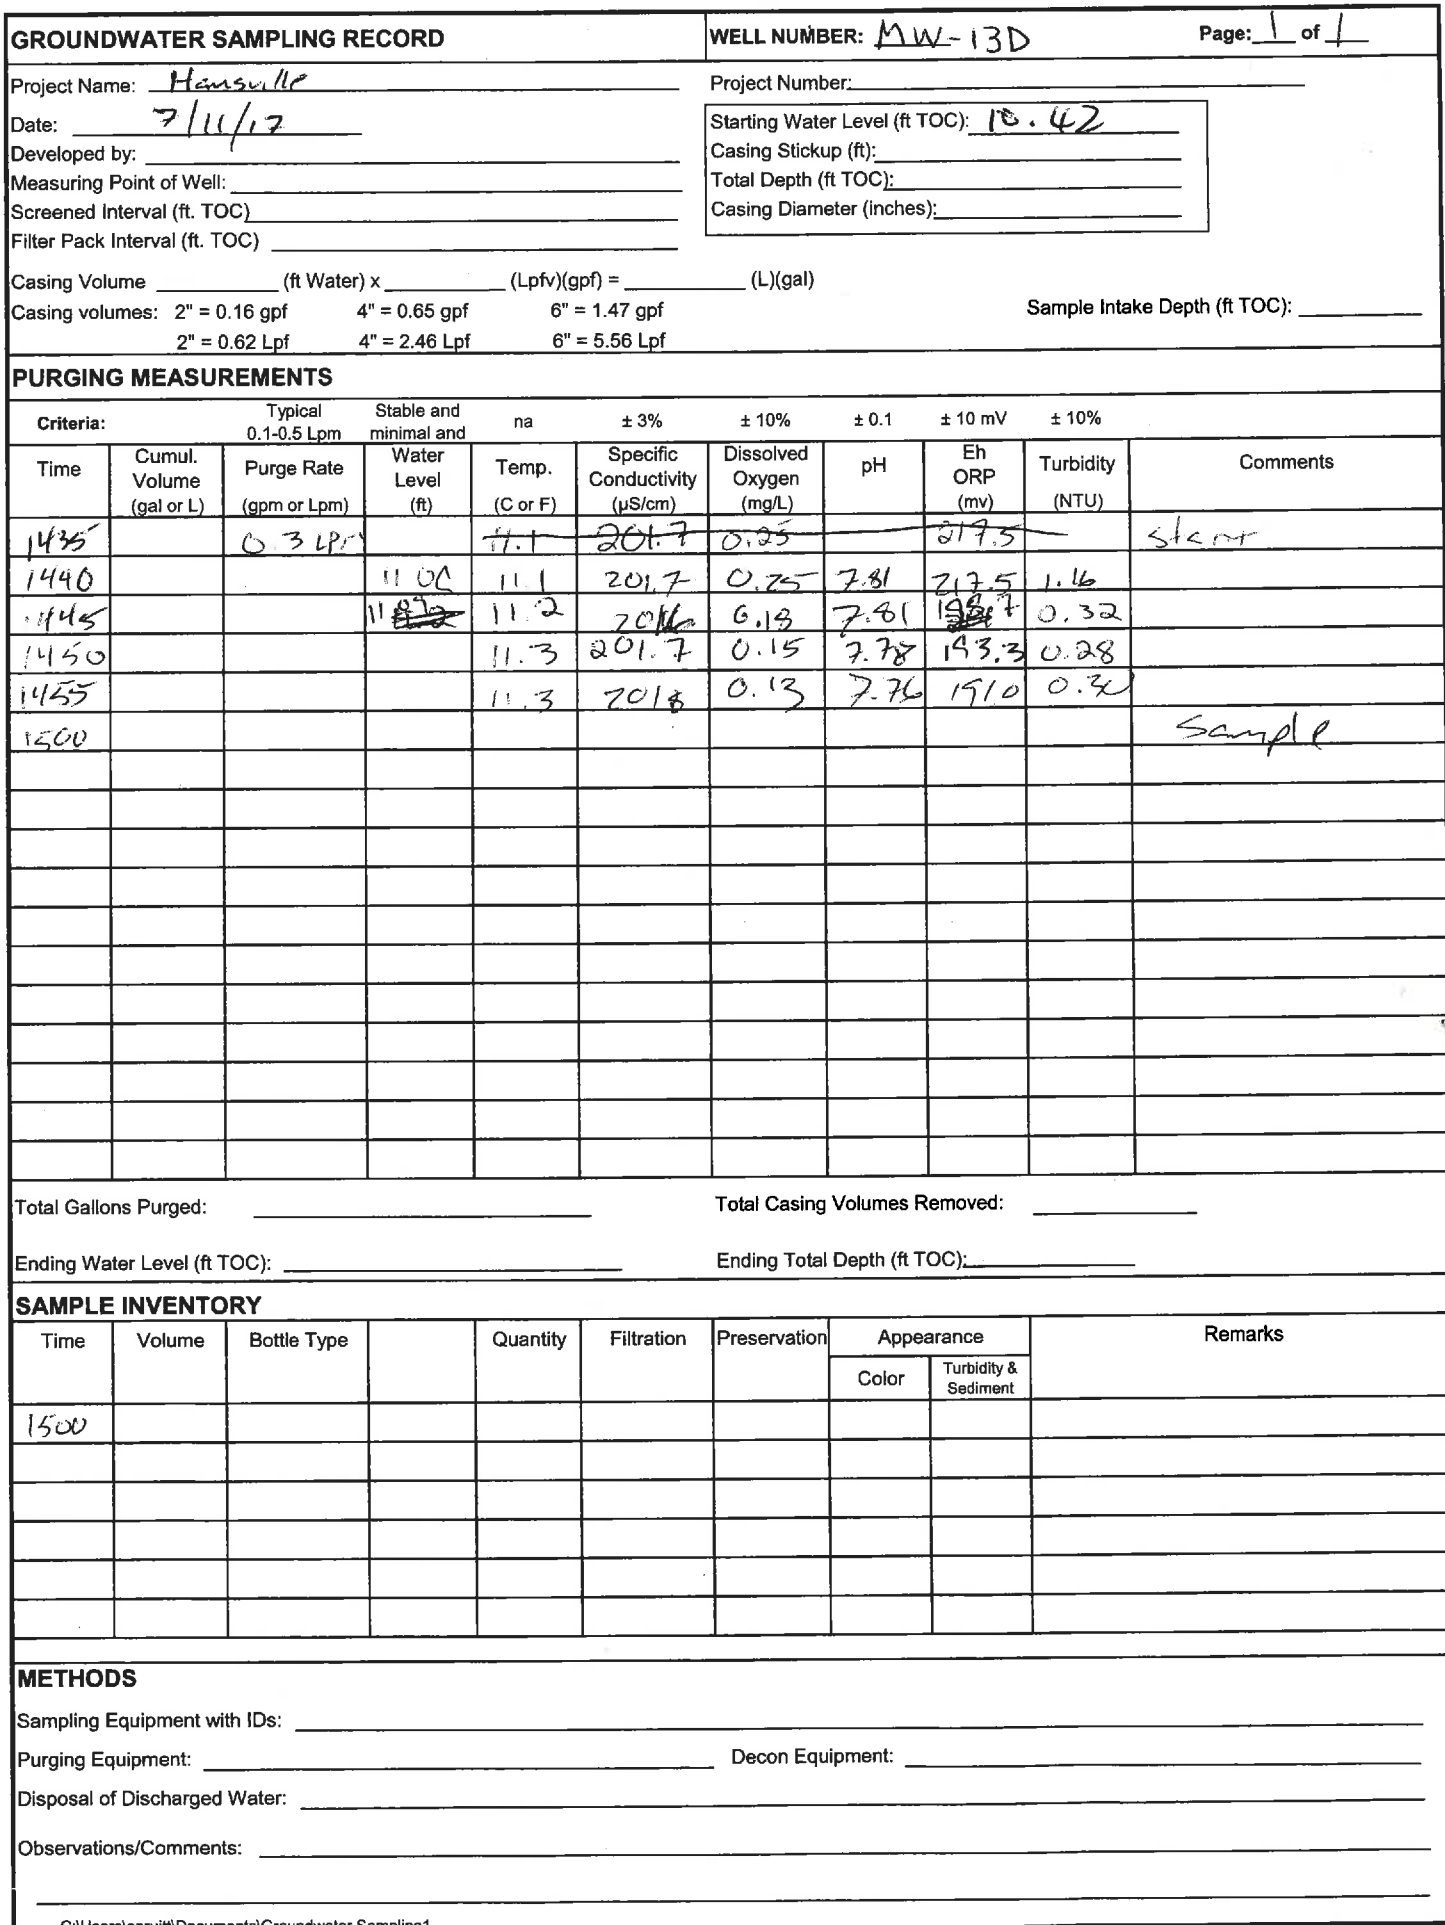 GROUNDWATER SAMPLING RECORD WELL NUMBER: MW-13D Page: 1 of 1
Project Name: Hansville Project Number:
Date: 7/11/17 Starting Water Level (ft TOC): 10.42
Developed by: Casing Stickup (ft):
Measuring Point of Well: Total Depth (ft TOC):
Screened Interval (ft. TOC) Casing Diameter (inches):
Filter Pack Interval (ft. TOC)
Casing Volume (ft Water) x (Lpfv)(gpf) = (L)(gal)
Casing volumes: 2" = 0.16 gpf 4" = 0.65 gpf 6" = 1.47 gpf Sample Intake Depth (ft TOC):
2" = 0.62 Lpf 4" = 2.46 Lpf 6" = 5.56 Lpf
PURGING MEASUREMENTS
Criteria: Typical 0.1-0.5 Lpm Stable and minimal and na ± 3% ± 10% ± 0.1 ± 10 mV ± 10%
Time Cumul. Volume (gal or L) Purge Rate (gpm or Lpm) Water Level (ft) Temp. (C or F) Specific Conductivity (µS/cm) Dissolved Oxygen (mg/L) pH Eh ORP (mv) Turbidity (NTU) Comments
1435 0.3 LPM 11.1 201.7 0.25 217.5 start
1440 11.1 201.7 0.25 7.81 217.5 1.16
1445 11.2 0.18 7.81 0.32
1450 11.3 201.7 0.15 7.78 193.3 0.28
1455 11.3 201.8 0.13 7.76 191.0
1500 Sample
Total Gallons Purged: Total Casing Volumes Removed:
Ending Water Level (ft TOC): Ending Total Depth (ft TOC):
SAMPLE INVENTORY
Time Volume Bottle Type Quantity Filtration Preservation Appearance Remarks
Color Turbidity & Sediment
1500
METHODS
Sampling Equipment with IDs:
Purging Equipment: Decon Equipment:
Disposal of Discharged Water:
Observations/Comments: